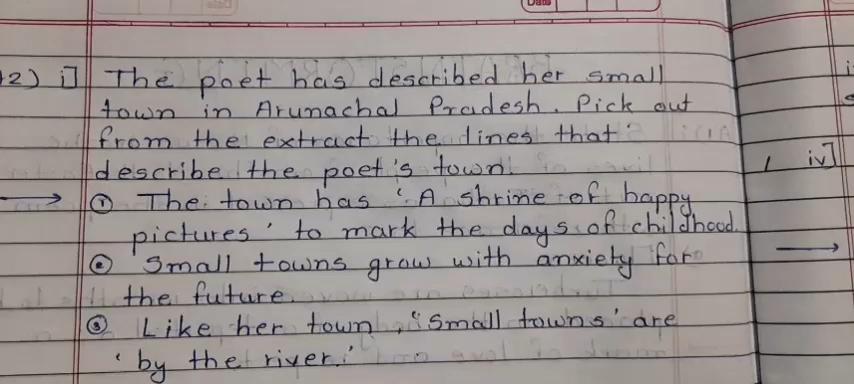 Date
2) i] The poet has described her small
town in Arunachal Pradesh. Pick out
from the extract the lines that
describe the poet's town.
→ ① The town has 'A shrine of happy
pictures' to mark the days of childhood.
② Small towns grow with anxiety for
the future.
③ Like her town, "Small towns' are
'by the river.'
iv]
→